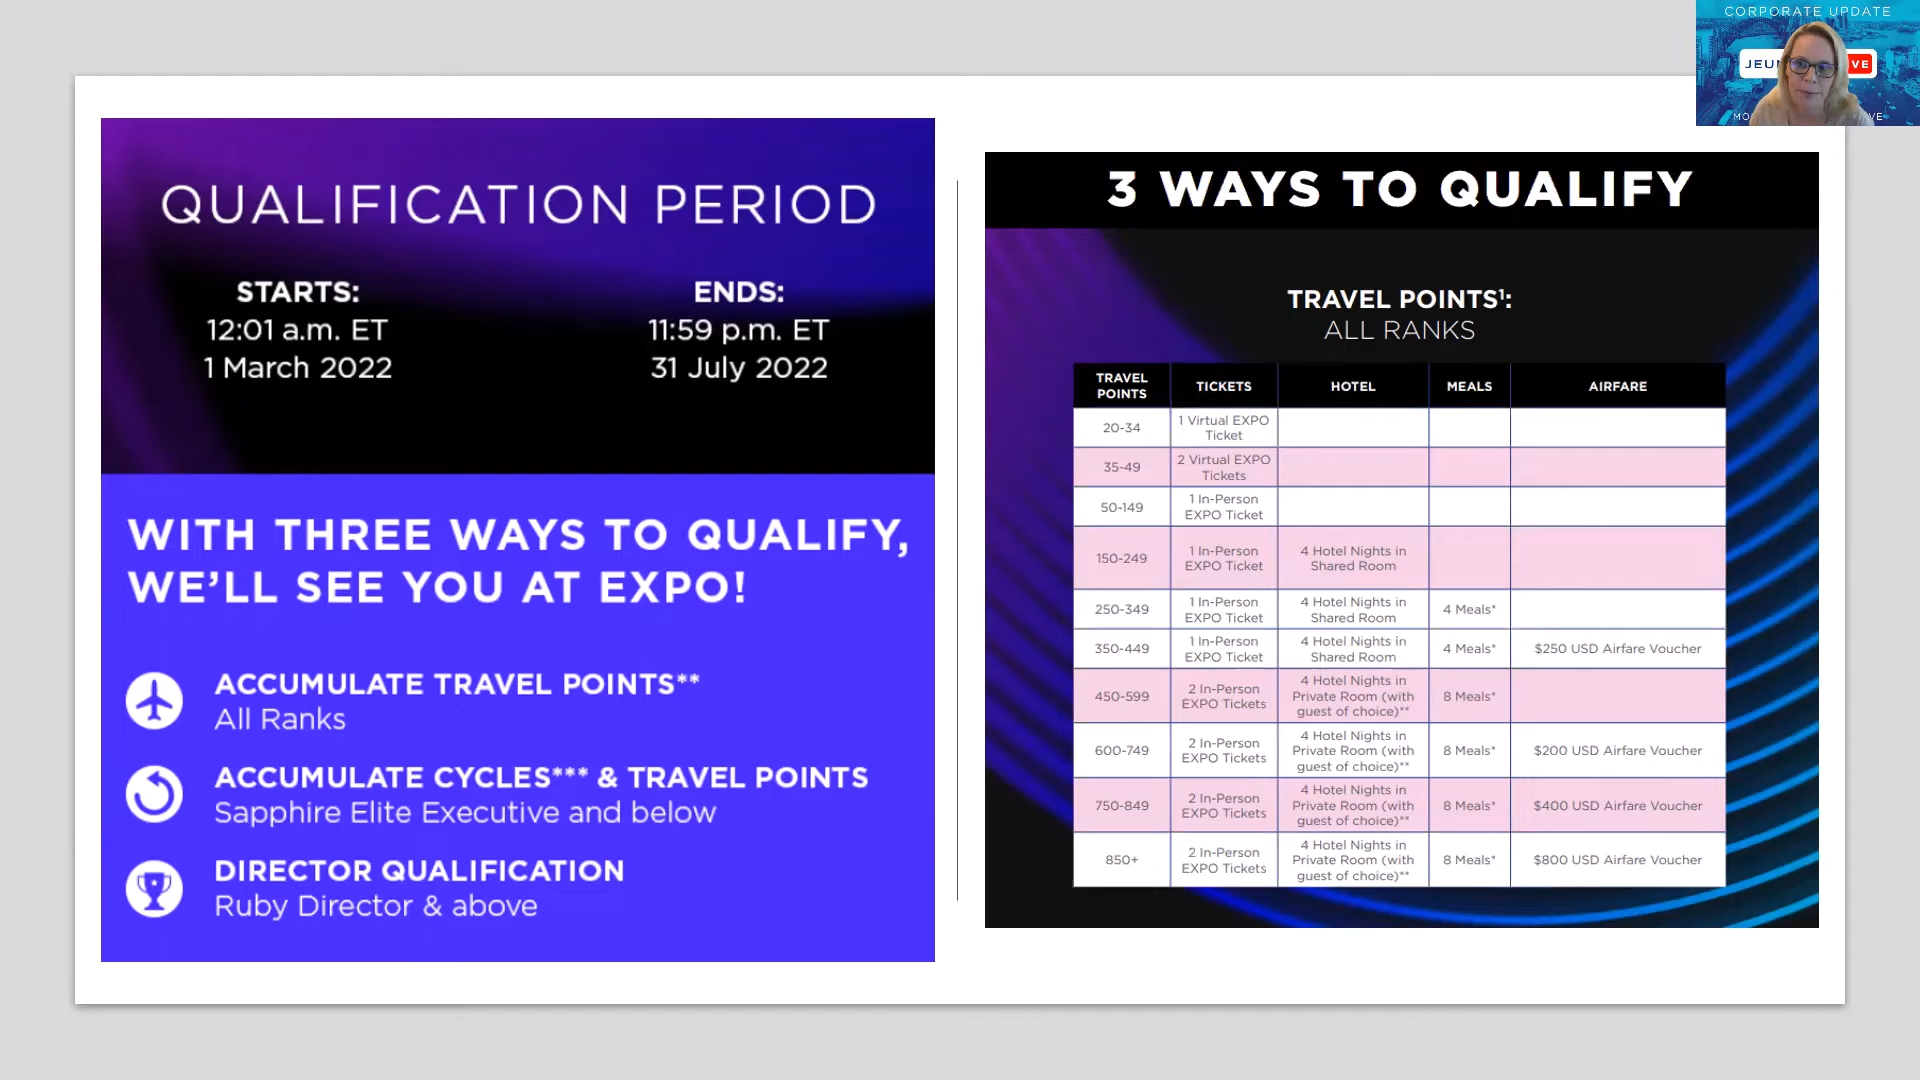 CORPORATE UPDATE
JEU
VE
QUALIFICATION PERIOD
STARTS:
12:01 a.m. ET
1 March 2022
ENDS:
11:59 p.m. ET
31 July 2022
WITH THREE WAYS TO QUALIFY,
WE'LL SEE YOU AT EXPO!
ACCUMULATE TRAVEL POINTS**
All Ranks
ACCUMULATE CYCLES*** & TRAVEL POINTS
Sapphire Elite Executive and below
DIRECTOR QUALIFICATION
Ruby Director & above
3 WAYS TO QUALIFY
TRAVEL POINTS¹:
ALL RANKS
TRAVEL
POINTS
TICKETS
HOTEL
MEALS
AIRFARE
20-34
1 Virtual EXPO
Ticket
35-49
2 Virtual EXPO
Tickets
50-149
1 In-Person
EXPO Ticket
150-249
1 In-Person
EXPO Ticket
4 Hotel Nights in
Shared Room
250-349
1 In-Person
EXPO Ticket
4 Hotel Nights in
Shared Room
4 Meals*
350-449
1 In-Person
EXPO Ticket
4 Hotel Nights in
Shared Room
4 Meals*
$250 USD Airfare Voucher
450-599
2 In-Person
EXPO Tickets
4 Hotel Nights in
Private Room (with
guest of choice)**
8 Meals*
600-749
2 In-Person
EXPO Tickets
4 Hotel Nights in
Private Room (with
guest of choice)**
8 Meals*
$200 USD Airfare Voucher
750-849
2 In-Person
EXPO Tickets
4 Hotel Nights in
Private Room (with
guest of choice)**
8 Meals*
$400 USD Airfare Voucher
850+
2 In-Person
EXPO Tickets
4 Hotel Nights in
Private Room (with
guest of choice)**
8 Meals*
$800 USD Airfare Voucher